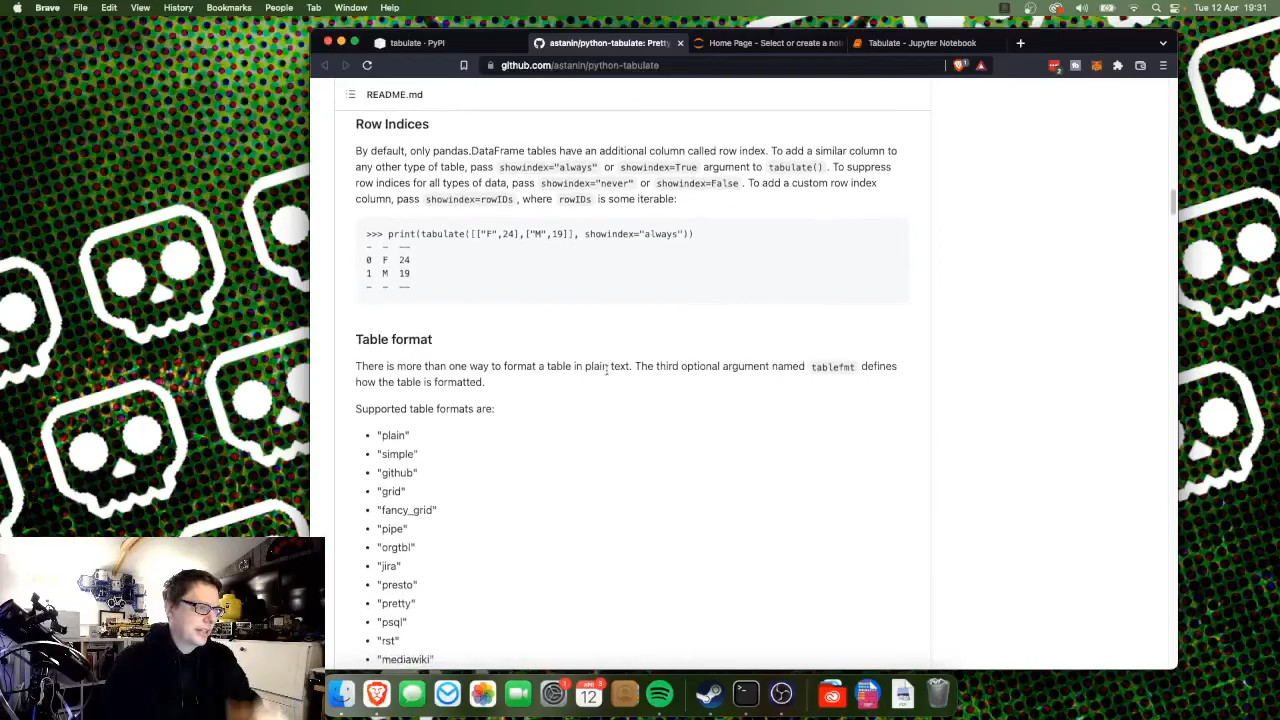 Brave File Edit View History Bookmarks People Tab Window Help Tue 12 Apr 19:31
tabulate · PyPI
astanin/python-tabulate: Pretty
Home Page - Select or create a not
Tabulate - Jupyter Notebook
github.com/astanin/python-tabulate
README.md
Row Indices
By default, only pandas.DataFrame tables have an additional column called row index. To add a similar column to
any other type of table, pass showindex="always" or showindex=True argument to tabulate() . To suppress
row indices for all types of data, pass showindex="never" or showindex=False . To add a custom row index
column, pass showindex=rowIDs , where rowIDs is some iterable:
>>> print(tabulate([["F",24],["M",19]], showindex="always"))
- - --
0 F 24
1 M 19
- - --
Table format
There is more than one way to format a table in plain text. The third optional argument named tablefmt defines
how the table is formatted.
Supported table formats are:
• "plain"
• "simple"
• "github"
• "grid"
• "fancy_grid"
• "pipe"
• "orgtbl"
• "jira"
• "presto"
• "pretty"
• "psql"
• "rst"
• "mediawiki"
APR 3
12
1